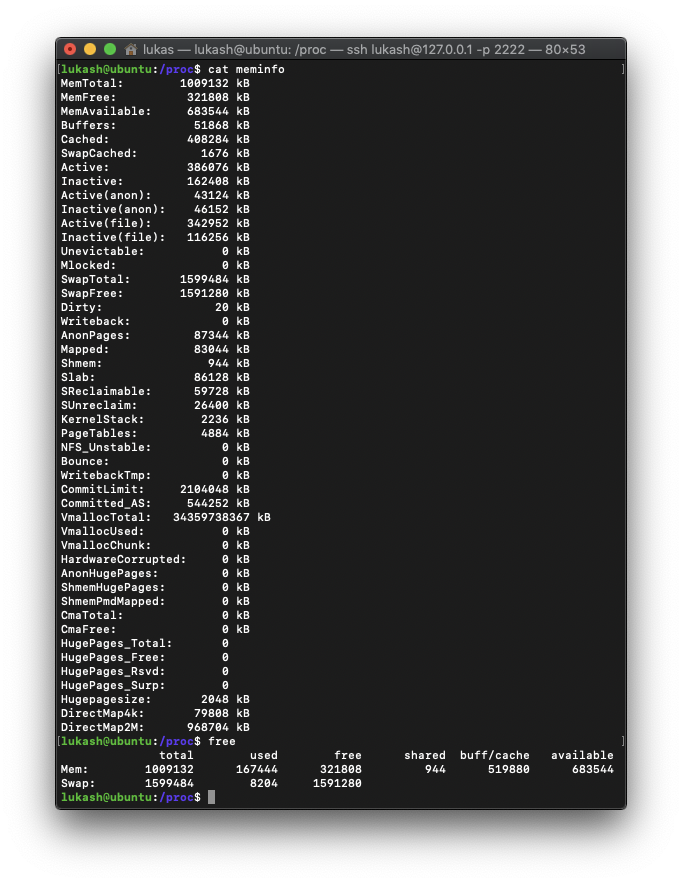 lukas — lukash@ubuntu: /proc — ssh lukash@127.0.0.1 -p 2222 — 80×53
[lukash@ubuntu:/proc$ cat meminfo ]
MemTotal:        1009132 kB
MemFree:          321808 kB
MemAvailable:     683544 kB
Buffers:           51868 kB
Cached:           408284 kB
SwapCached:         1676 kB
Active:           386076 kB
Inactive:         162408 kB
Active(anon):      43124 kB
Inactive(anon):    46152 kB
Active(file):     342952 kB
Inactive(file):   116256 kB
Unevictable:           0 kB
Mlocked:               0 kB
SwapTotal:       1599484 kB
SwapFree:        1591280 kB
Dirty:                20 kB
Writeback:             0 kB
AnonPages:         87344 kB
Mapped:            83044 kB
Shmem:               944 kB
Slab:              86128 kB
SReclaimable:      59728 kB
SUnreclaim:        26400 kB
KernelStack:        2236 kB
PageTables:         4884 kB
NFS_Unstable:          0 kB
Bounce:                0 kB
WritebackTmp:          0 kB
CommitLimit:     2104048 kB
Committed_AS:     544252 kB
VmallocTotal:   34359738367 kB
VmallocUsed:           0 kB
VmallocChunk:          0 kB
HardwareCorrupted:     0 kB
AnonHugePages:         0 kB
ShmemHugePages:        0 kB
ShmemPmdMapped:        0 kB
CmaTotal:              0 kB
CmaFree:               0 kB
HugePages_Total:       0
HugePages_Free:        0
HugePages_Rsvd:        0
HugePages_Surp:        0
Hugepagesize:       2048 kB
DirectMap4k:       79808 kB
DirectMap2M:      968704 kB
[lukash@ubuntu:/proc$ free ]
              total        used        free      shared  buff/cache   available
Mem:        1009132      167444      321808         944      519880      683544
Swap:       1599484        8204     1591280
lukash@ubuntu:/proc$